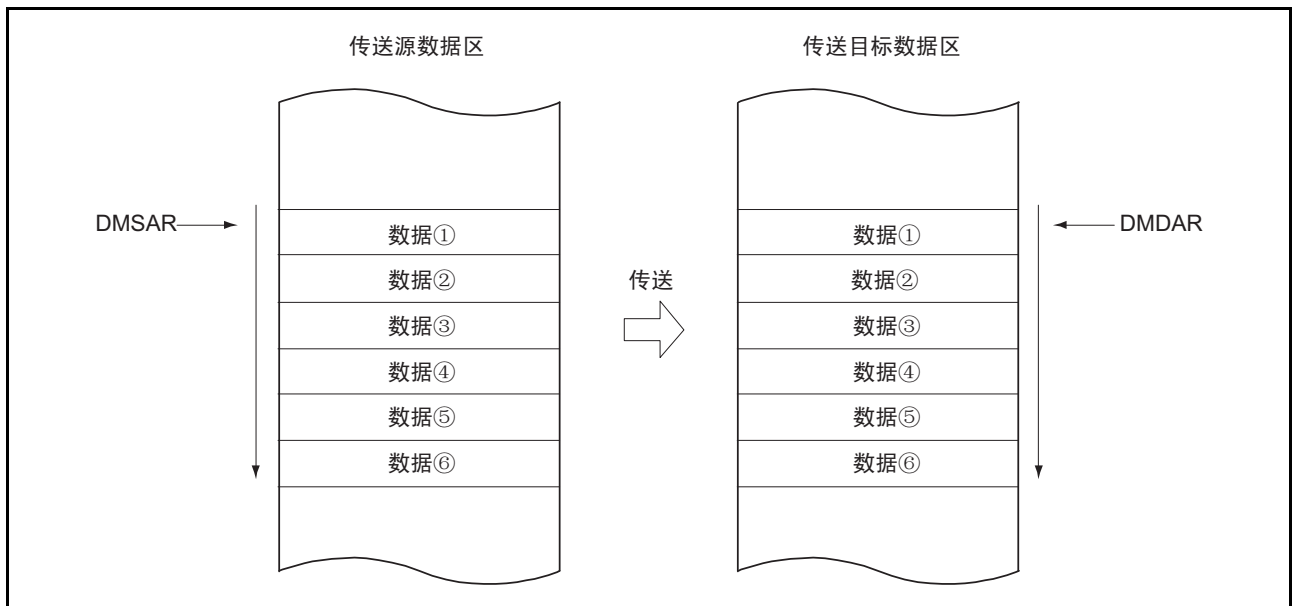 传送源数据区 传送目标数据区
DMSAR 数据① 数据① DMDAR
数据② 数据②
传送
数据③ 数据③
数据④ 数据④
数据⑤ 数据⑤
数据⑥ 数据⑥